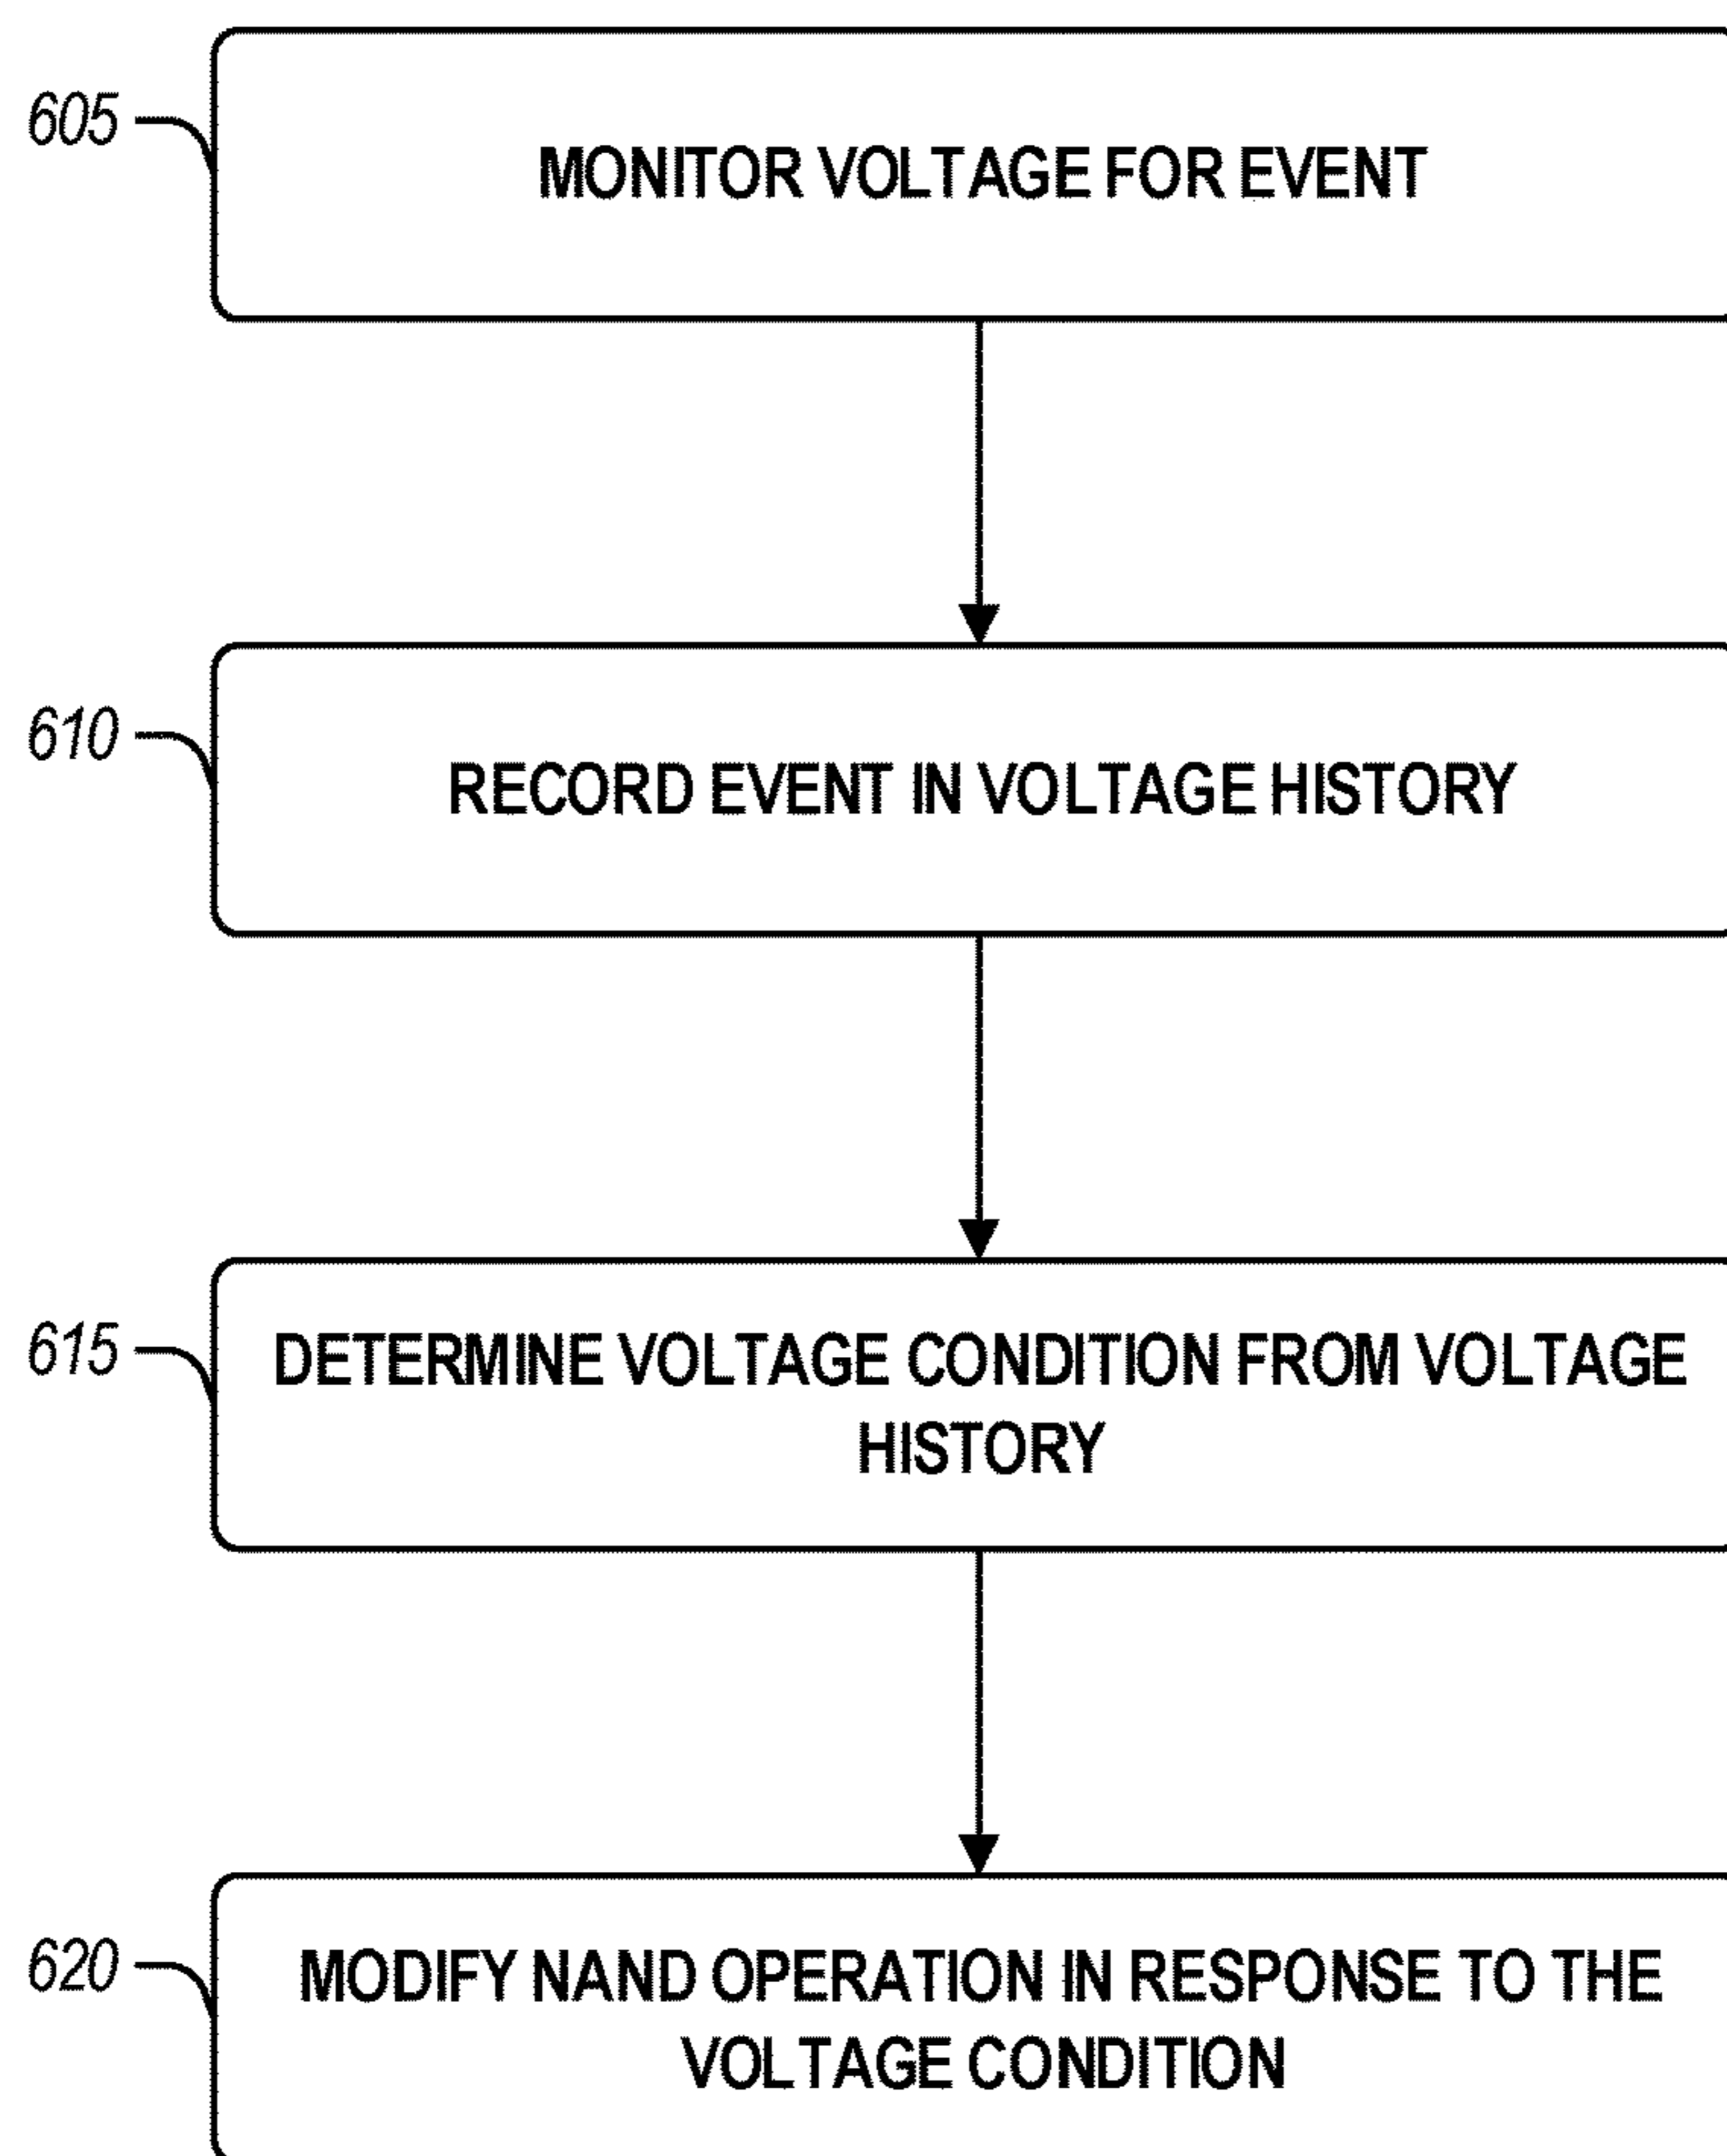 605
MONITOR VOLTAGE FOR EVENT
610
RECORD EVENT IN VOLTAGE HISTORY
615
DETERMINE VOLTAGE CONDITION FROM VOLTAGE
HISTORY
620
MODIFY NAND OPERATION IN RESPONSE TO THE
VOLTAGE CONDITION